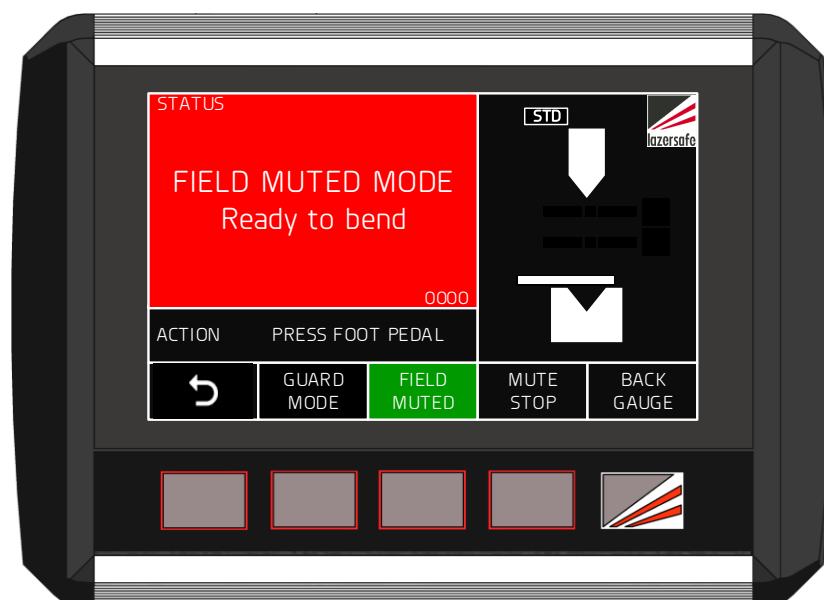 STATUS
FIELD MUTED MODE
Ready to bend
0000
ACTION PRESS FOOT PEDAL
STD
lazersafe
GUARD
MODE
FIELD
MUTED
MUTE
STOP
BACK
GAUGE